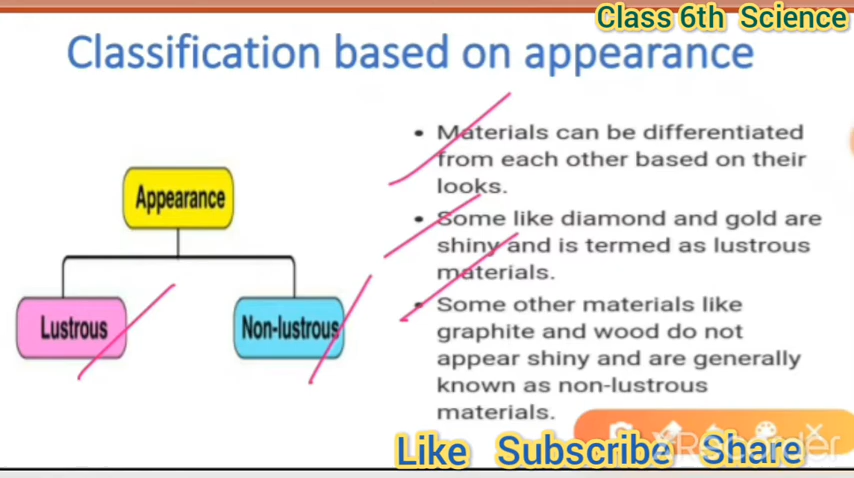 Class 6th Science
Classification based on appearance
Appearance
Lustrous
Non-lustrous
• Materials can be differentiated
from each other based on their
looks.
• Some like diamond and gold are
shiny and is termed as lustrous
materials.
• Some other materials like
graphite and wood do not
appear shiny and are generally
known as non-lustrous
materials.
XRecorder
Like Subscribe Share